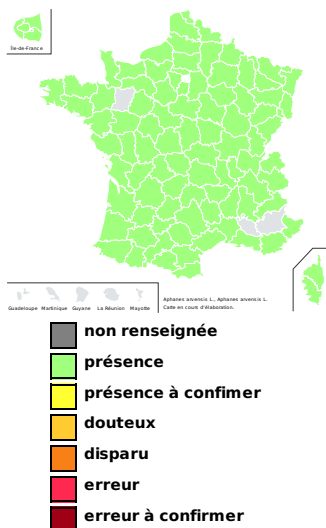 Île-de-France
Guadeloupe Martinique Guyane La Réunion Mayotte
Aphanes arvensis L., Aphanes arvensis L.
Carte en cours d'élaboration.
non renseignée
présence
présence à confimer
douteux
disparu
erreur
erreur à confirmer